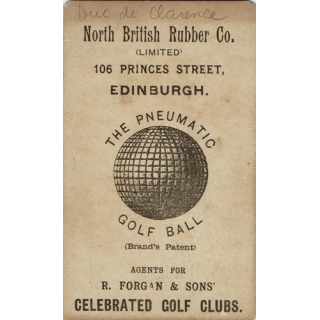 Duc de Clarence
North British Rubber Co.
(LIMITED)
106 PRINCES STREET,
EDINBURGH.
THE PNEUMATIC
GOLF BALL
(Brand's Patent)
AGENTS FOR
R. FORGAN & SONS'
CELEBRATED GOLF CLUBS.